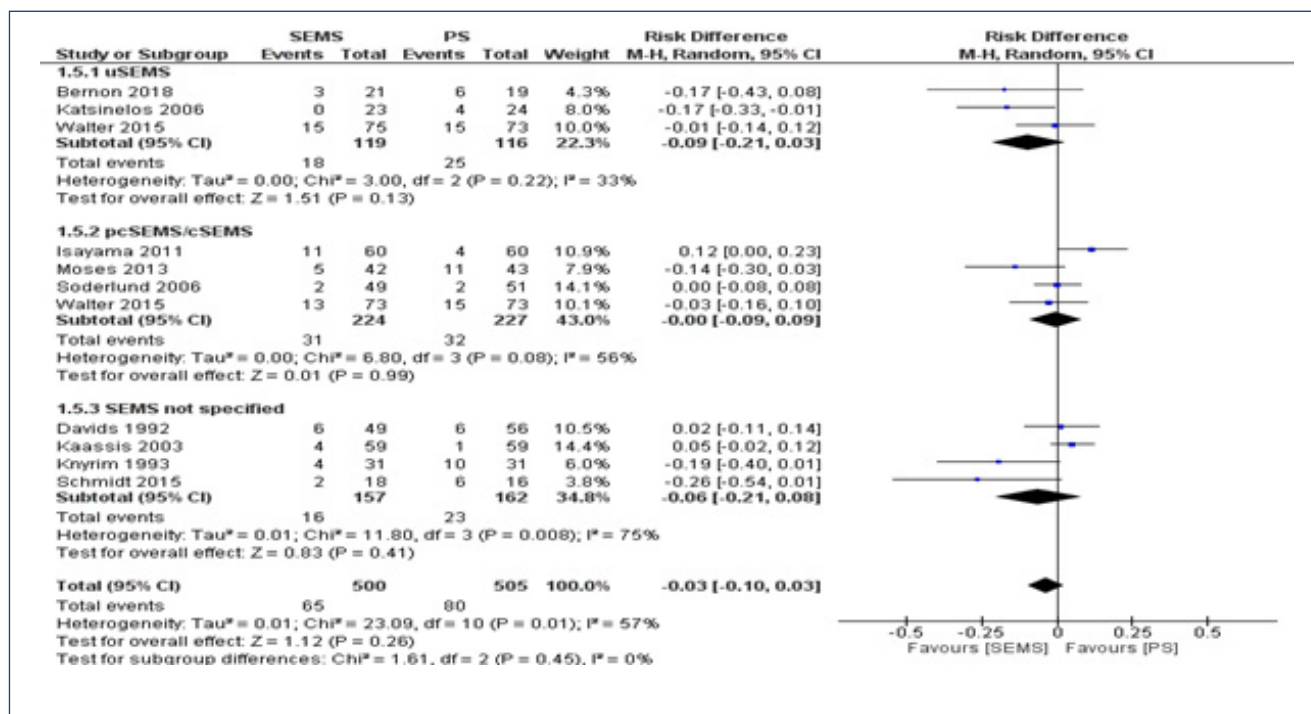 SEMS PS Risk Difference Risk Difference
Study or Subgroup Events Total Events Total Weight M-H, Random, 95% CI M-H, Random, 95% CI
1.5.1 uSEMS
Bernon 2018 3 21 6 19 4.3% -0.17 [-0.43, 0.08]
Katsinelos 2006 0 23 4 24 8.0% -0.17 [-0.33, -0.01]
Walter 2015 15 75 15 73 10.0% -0.01 [-0.14, 0.12]
Subtotal (95% CI) 119 116 22.3% -0.09 [-0.21, 0.03]
Total events 18 25
Heterogeneity: Tau² = 0.00; Chi² = 3.00, df = 2 (P = 0.22); I² = 33%
Test for overall effect: Z = 1.51 (P = 0.13)
1.5.2 pcSEMS/cSEMS
Isayama 2011 11 60 4 60 10.9% 0.12 [0.00, 0.23]
Moses 2013 5 42 11 43 7.9% -0.14 [-0.30, 0.03]
Soderlund 2006 2 49 2 51 14.1% 0.00 [-0.08, 0.08]
Walter 2015 13 73 15 73 10.1% -0.03 [-0.16, 0.10]
Subtotal (95% CI) 224 227 43.0% -0.00 [-0.09, 0.09]
Total events 31 32
Heterogeneity: Tau² = 0.00; Chi² = 6.80, df = 3 (P = 0.08); I² = 56%
Test for overall effect: Z = 0.01 (P = 0.99)
1.5.3 SEMS not specified
Davids 1992 6 49 6 56 10.5% 0.02 [-0.11, 0.14]
Kaassis 2003 4 59 1 59 14.4% 0.05 [-0.02, 0.12]
Knyrim 1993 4 31 10 31 6.0% -0.19 [-0.40, 0.01]
Schmidt 2015 2 18 6 16 3.8% -0.26 [-0.54, 0.01]
Subtotal (95% CI) 157 162 34.8% -0.06 [-0.21, 0.08]
Total events 16 23
Heterogeneity: Tau² = 0.01; Chi² = 11.80, df = 3 (P = 0.008); I² = 75%
Test for overall effect: Z = 0.83 (P = 0.41)
Total (95% CI) 500 505 100.0% -0.03 [-0.10, 0.03]
Total events 65 80
Heterogeneity: Tau² = 0.01; Chi² = 23.09, df = 10 (P = 0.01); I² = 57%
Test for overall effect: Z = 1.12 (P = 0.26)
Test for subgroup differences: Chi² = 1.61, df = 2 (P = 0.45), I² = 0%
-0.5 -0.25 0 0.25 0.5
Favours [SEMS] Favours [PS]